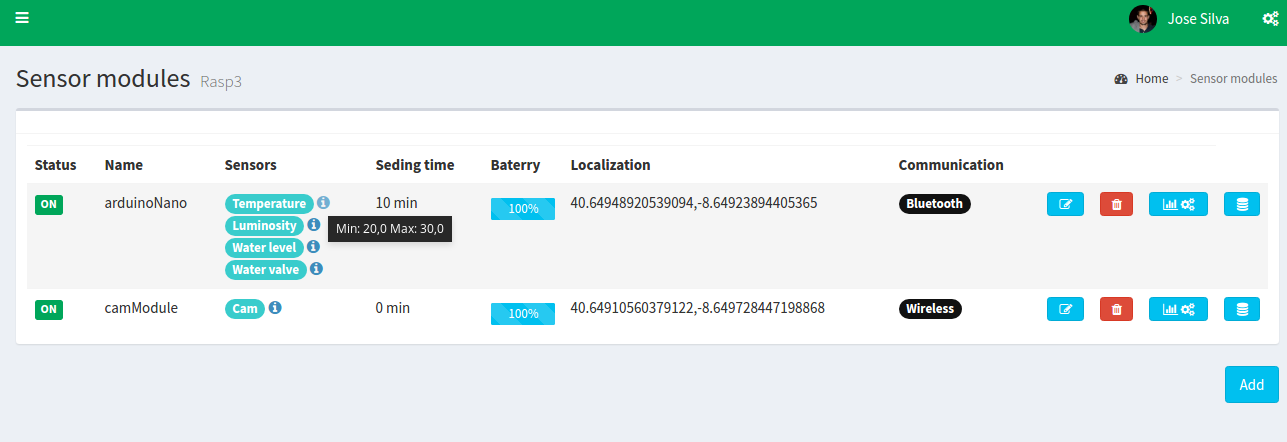 Jose Silva
Sensor modules Rasp3
Home > Sensor modules
Status Name Sensors Seding time Baterry Localization Communication
ON arduinoNano Temperature 10 min 100% 40.64948920539094,-8.64923894405365 Bluetooth
Luminosity
Min: 20,0 Max: 30,0
Water level
Water valve
ON camModule Cam 0 min 100% 40.64910560379122,-8.649728447198868 Wireless
Add